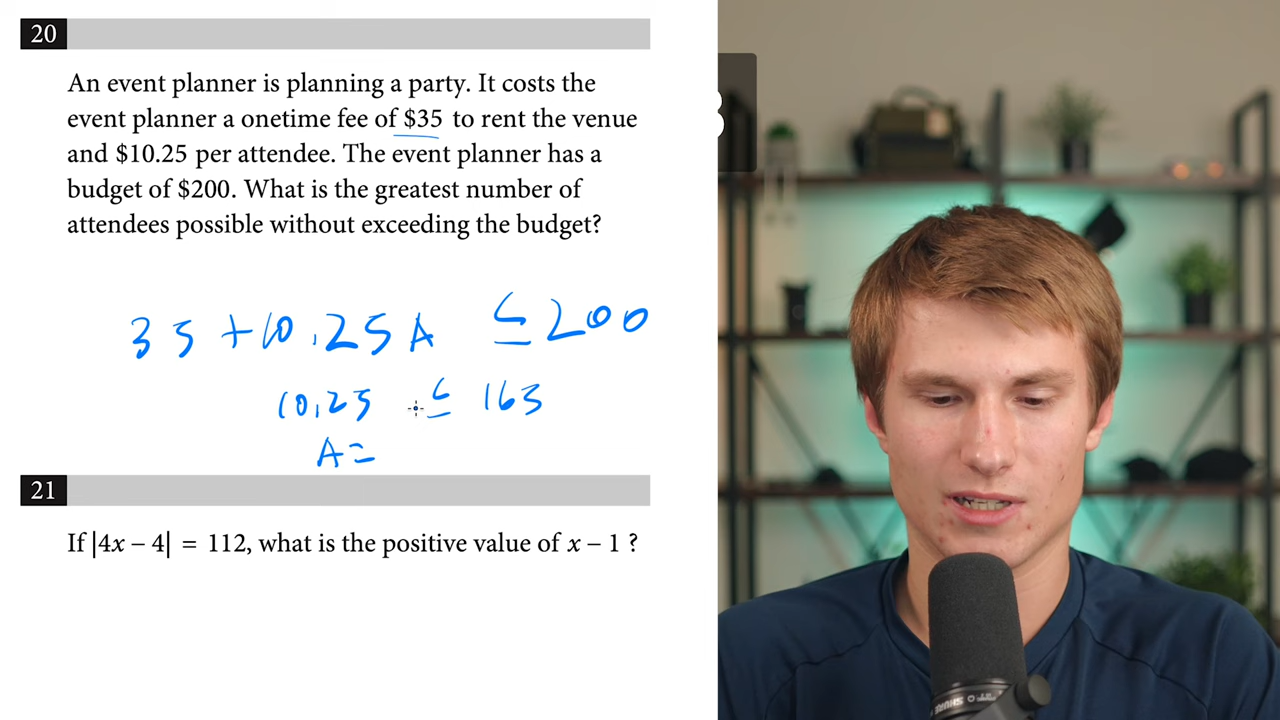 20
An event planner is planning a party. It costs the
event planner a onetime fee of $35 to rent the venue
and $10.25 per attendee. The event planner has a
budget of $200. What is the greatest number of
attendees possible without exceeding the budget?
35 +10.25A ≤ 200
10.25 ≤ 165
A=
21
If |4x − 4| = 112, what is the positive value of x − 1 ?
SHURE